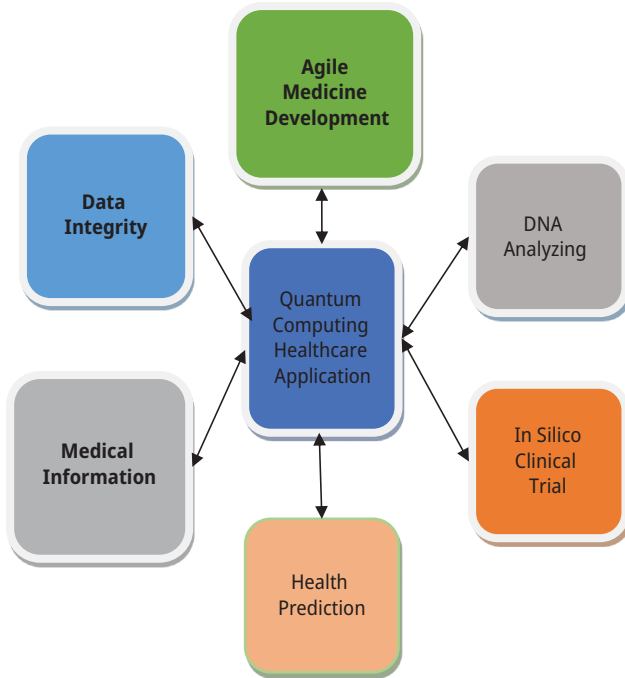 Agile
Medicine
Development
Data
Integrity
DNA
Analyzing
Quantum
Computing
Healthcare
Application
Medical
Information
In Silico
Clinical
Trial
Health
Prediction